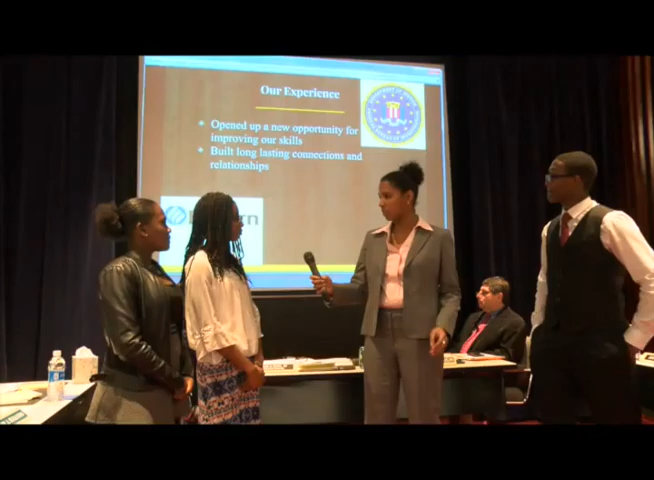 Our Experience
Opened up a new opportunity for
improving our skills
Built long lasting connections and
relationships